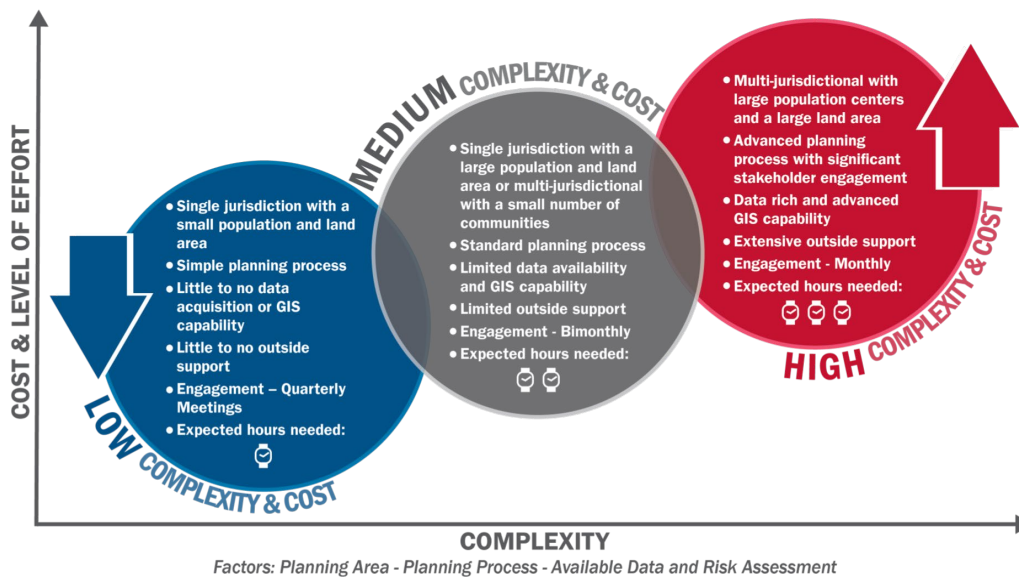 COST & LEVEL OF EFFORT
LOW COMPLEXITY & COST
• Single jurisdiction with a
small population and land
area
• Simple planning process
• Little to no data
acquisition or GIS
capability
• Little to no outside
support
• Engagement – Quarterly
Meetings
• Expected hours needed:
MEDIUM COMPLEXITY & COST
• Single jurisdiction with a
large population and land
area or multi-jurisdictional
with a small number of
communities
• Standard planning process
• Limited data availability
and GIS capability
• Limited outside support
• Engagement - Bimonthly
• Expected hours needed:
HIGH COMPLEXITY & COST
• Multi-jurisdictional with
large population centers
and a large land area
• Advanced planning
process with significant
stakeholder engagement
• Data rich and advanced
GIS capability
• Extensive outside support
• Engagement - Monthly
• Expected hours needed:
COMPLEXITY
Factors: Planning Area - Planning Process - Available Data and Risk Assessment